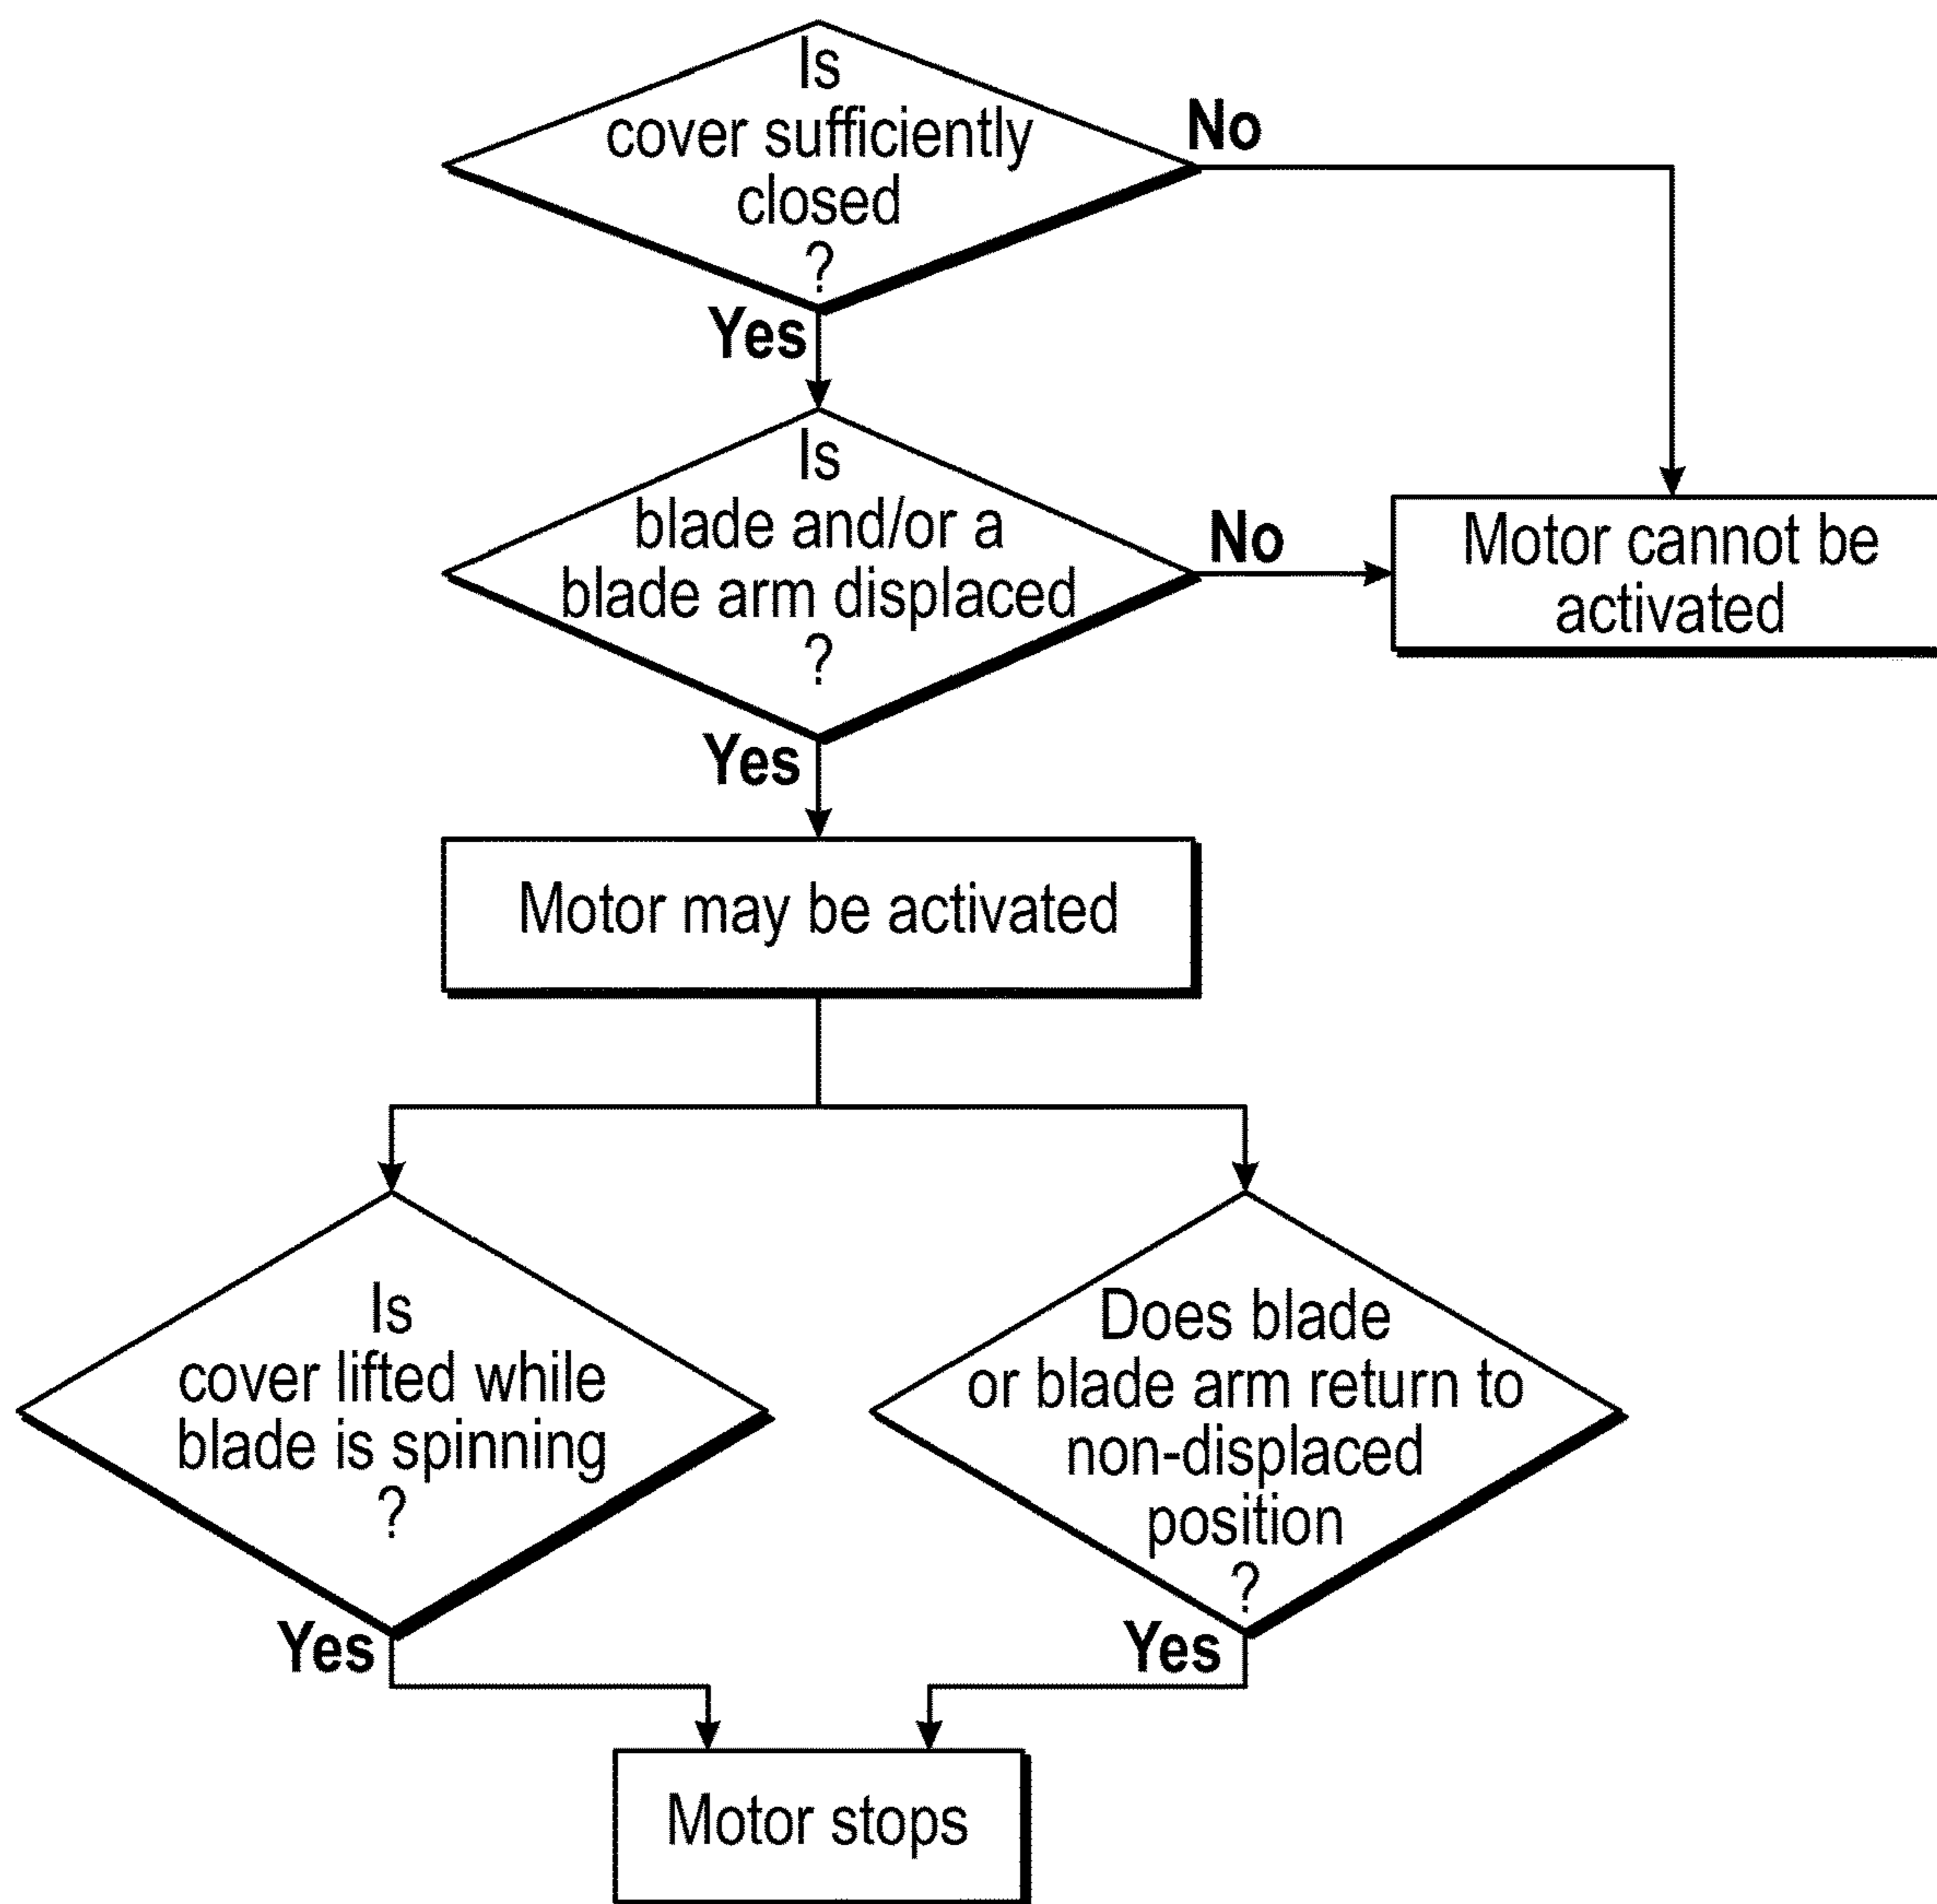 Is
cover sufficiently
closed
?
No
Yes
Is
blade and/or a
blade arm displaced
?
No
Motor cannot be
activated
Yes
Motor may be activated
Is
cover lifted while
blade is spinning
?
Yes
Does blade
or blade arm return to
non-displaced
position
?
Yes
Motor stops